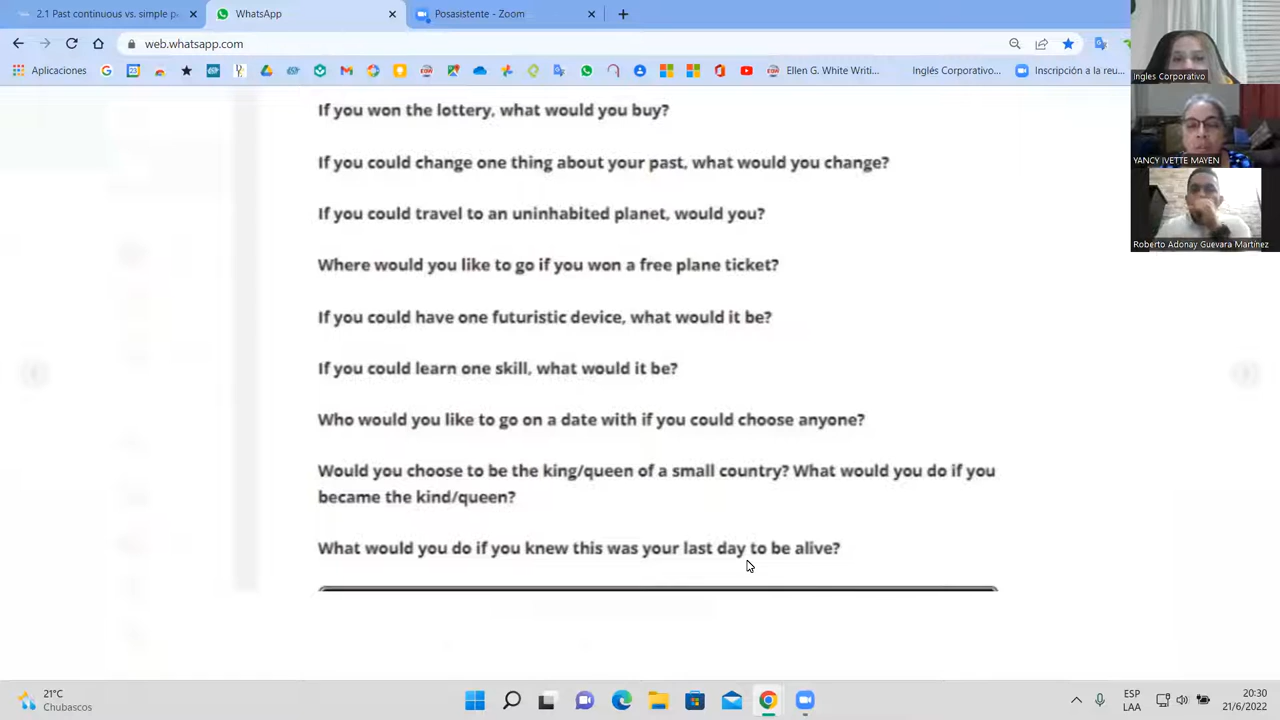 2.1 Past continuous vs. simple p
WhatsApp
Posasistente - Zoom
web.whatsapp.com
Aplicaciones
Ellen G. White Writi...
Inglés Corporativo
Inscripción a la reu...
If you won the lottery, what would you buy?
If you could change one thing about your past, what would you change?
If you could travel to an uninhabited planet, would you?
Where would you like to go if you won a free plane ticket?
If you could have one futuristic device, what would it be?
If you could learn one skill, what would it be?
Who would you like to go on a date with if you could choose anyone?
Would you choose to be the king/queen of a small country? What would you do if you
became the kind/queen?
What would you do if you knew this was your last day to be alive?
Ingles Corporativo
YANCY IVETTE MAYEN
Roberto Adonay Guevara Martínez
21°C
Chubascos
ESP
LAA
20:30
21/6/2022